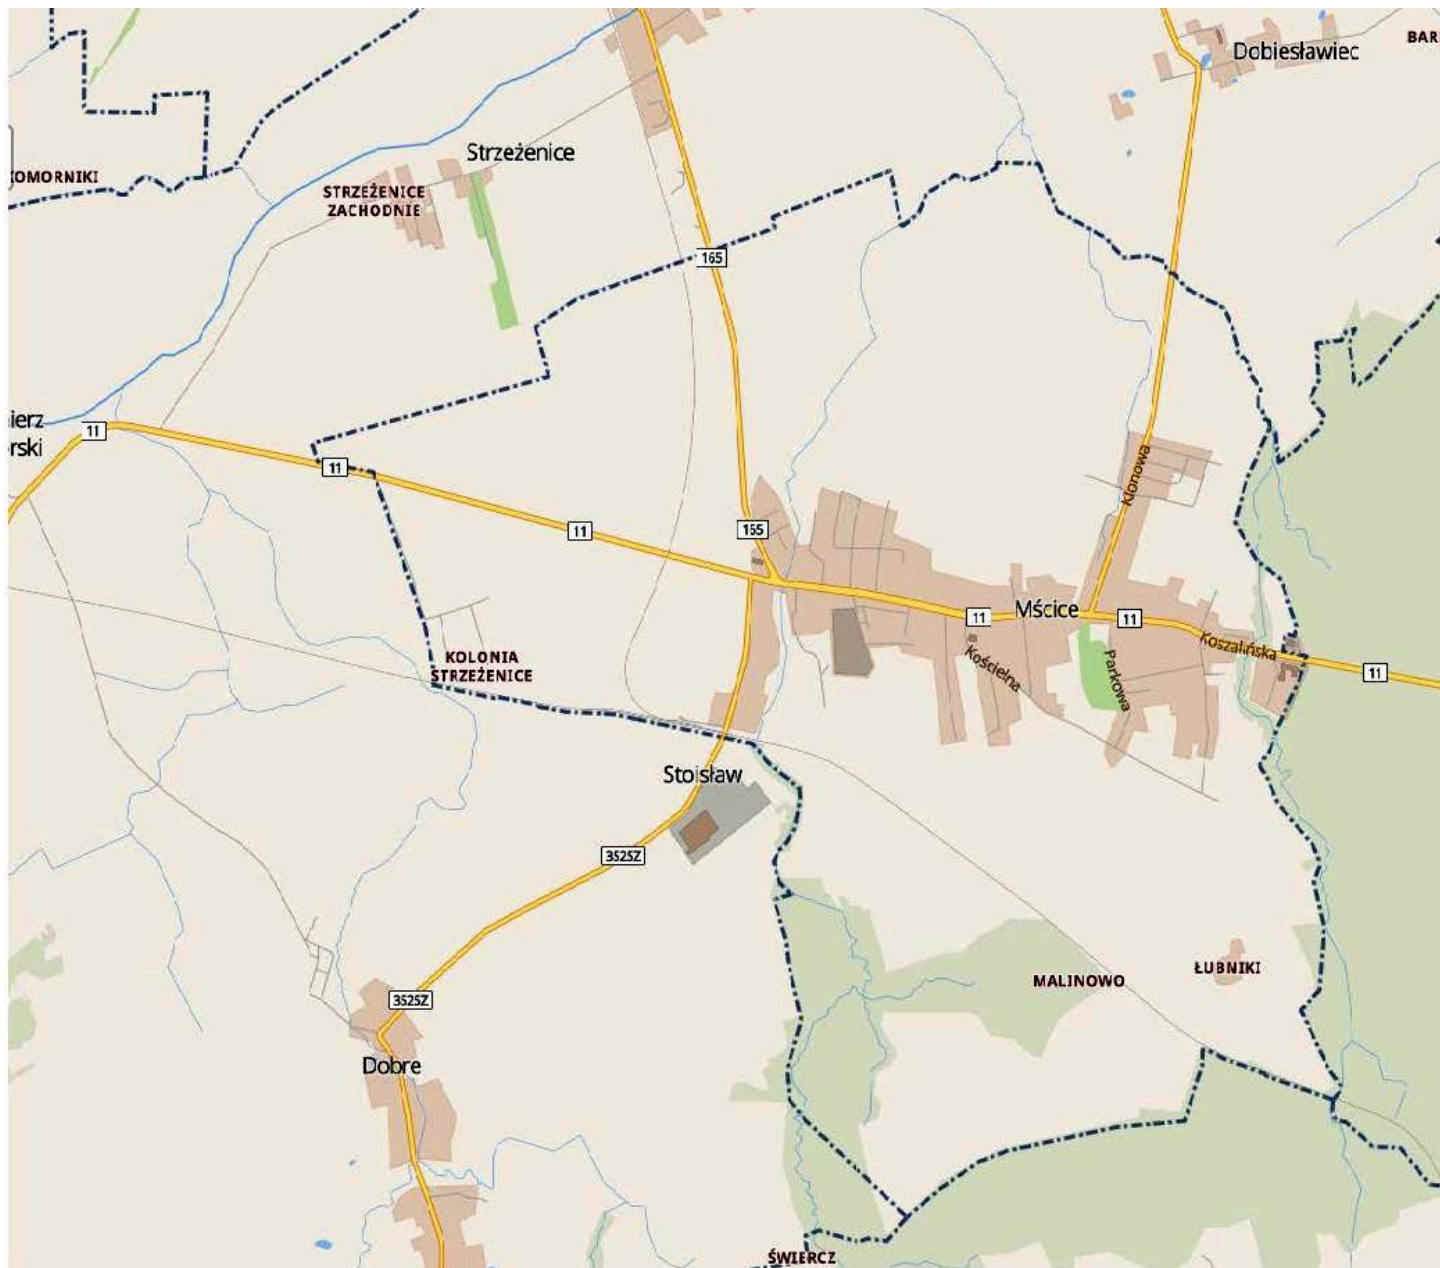 Dobiesławiec
BAR
Strzeżenice
KOMORNIKI
STRZEŻENICE
ZACHODNIE
165
ierz
rski
11
11
Klonowa
11
165
11
Mścice
11
Koszalińska
Kościelna
KOLONIA
STRZEŻENICE
Parkowa
11
Stoisław
3525Z
MALINOWO
ŁUBNIKI
3525Z
Dobre
ŚWIERCZ